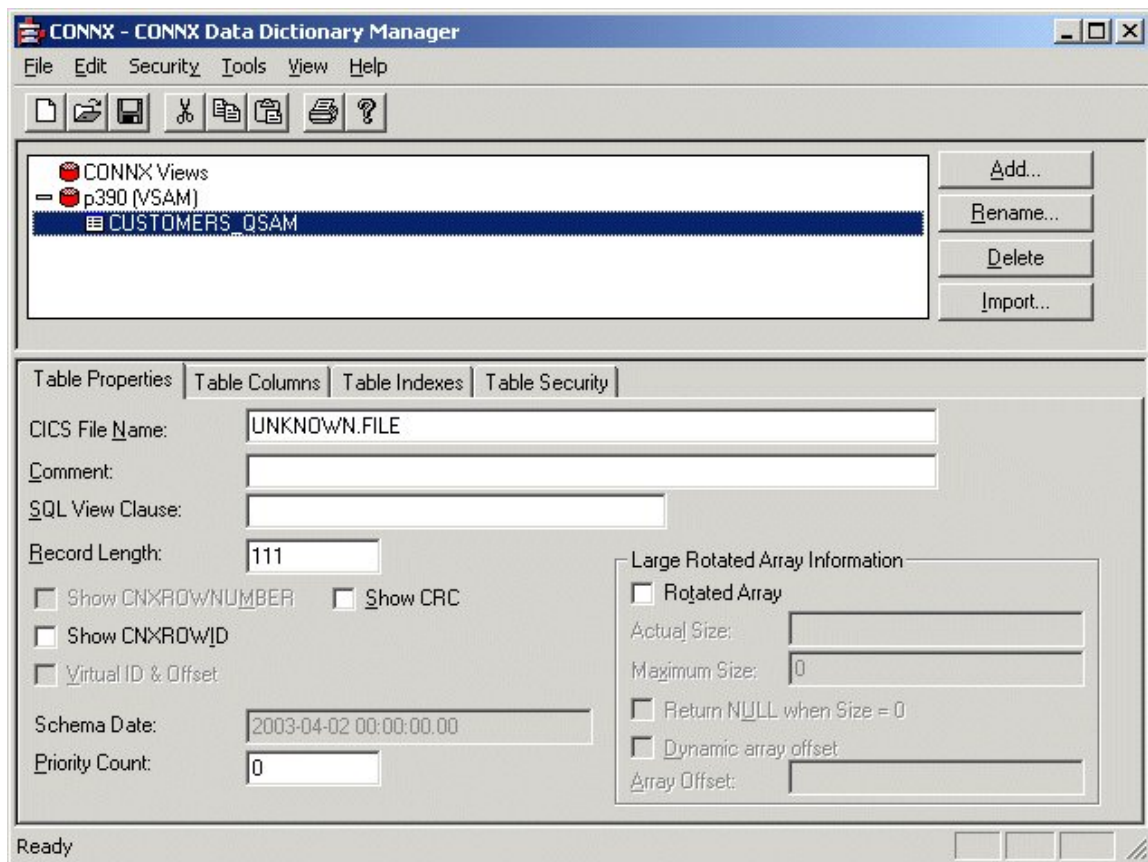 CONNX - CONNX Data Dictionary Manager
File Edit Security Tools View Help
CONNX Views
p390 (VSAM)
CUSTOMERS_QSAM
Add...
Rename...
Delete
Import...
Table Properties Table Columns Table Indexes Table Security
CICS File Name: UNKNOWN.FILE
Comment:
SQL View Clause:
Record Length: 111
Show CNXROWNUMBER Show CRC
Show CNXROWID
Virtual ID & Offset
Schema Date: 2003-04-02 00:00:00.00
Priority Count: 0
Large Rotated Array Information
Rotated Array
Actual Size:
Maximum Size: 0
Return NULL when Size = 0
Dynamic array offset
Array Offset:
Ready